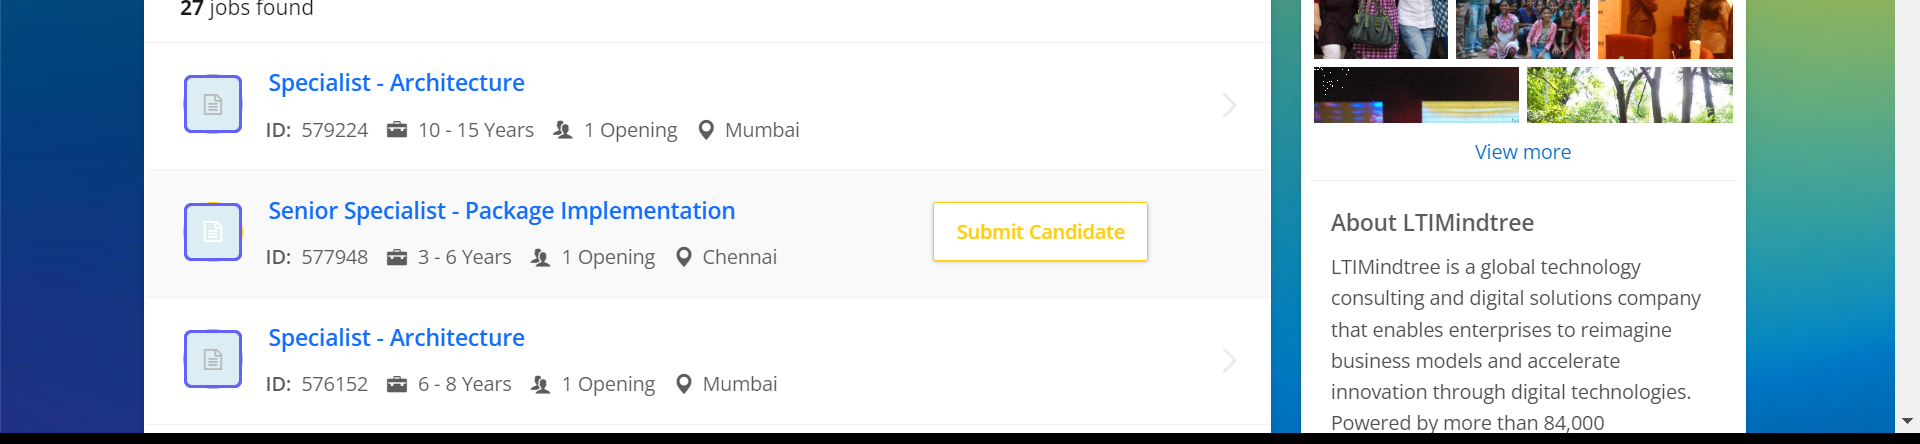 27 jobs found
Specialist - Architecture
ID: 579224 10 - 15 Years 1 Opening Mumbai
Senior Specialist - Package Implementation
ID: 577948 3 - 6 Years 1 Opening Chennai
Submit Candidate
Specialist - Architecture
ID: 576152 6 - 8 Years 1 Opening Mumbai
View more
About LTIMindtree
LTIMindtree is a global technology
consulting and digital solutions company
that enables enterprises to reimagine
business models and accelerate
innovation through digital technologies.
Powered by more than 84,000